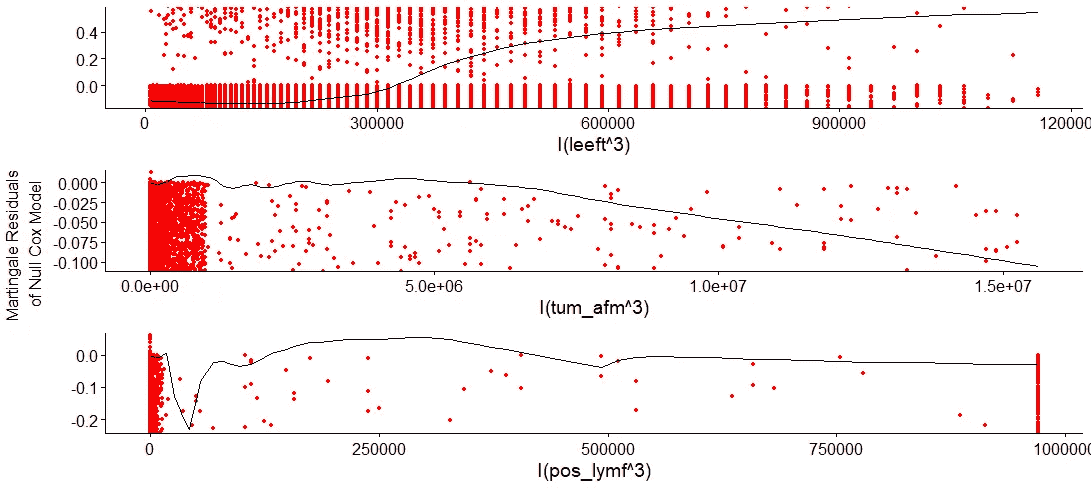 0.4
0.2
0.0
0 300000 600000 900000 120000
I(leeft^3)
Martingale Residuals
of Null Cox Model
0.000
-0.025
-0.050
-0.075
-0.100
0.0e+00 5.0e+06 1.0e+07 1.5e+07
I(tum_afm^3)
0.0
-0.1
-0.2
0 250000 500000 750000 1000000
I(pos_lymf^3)